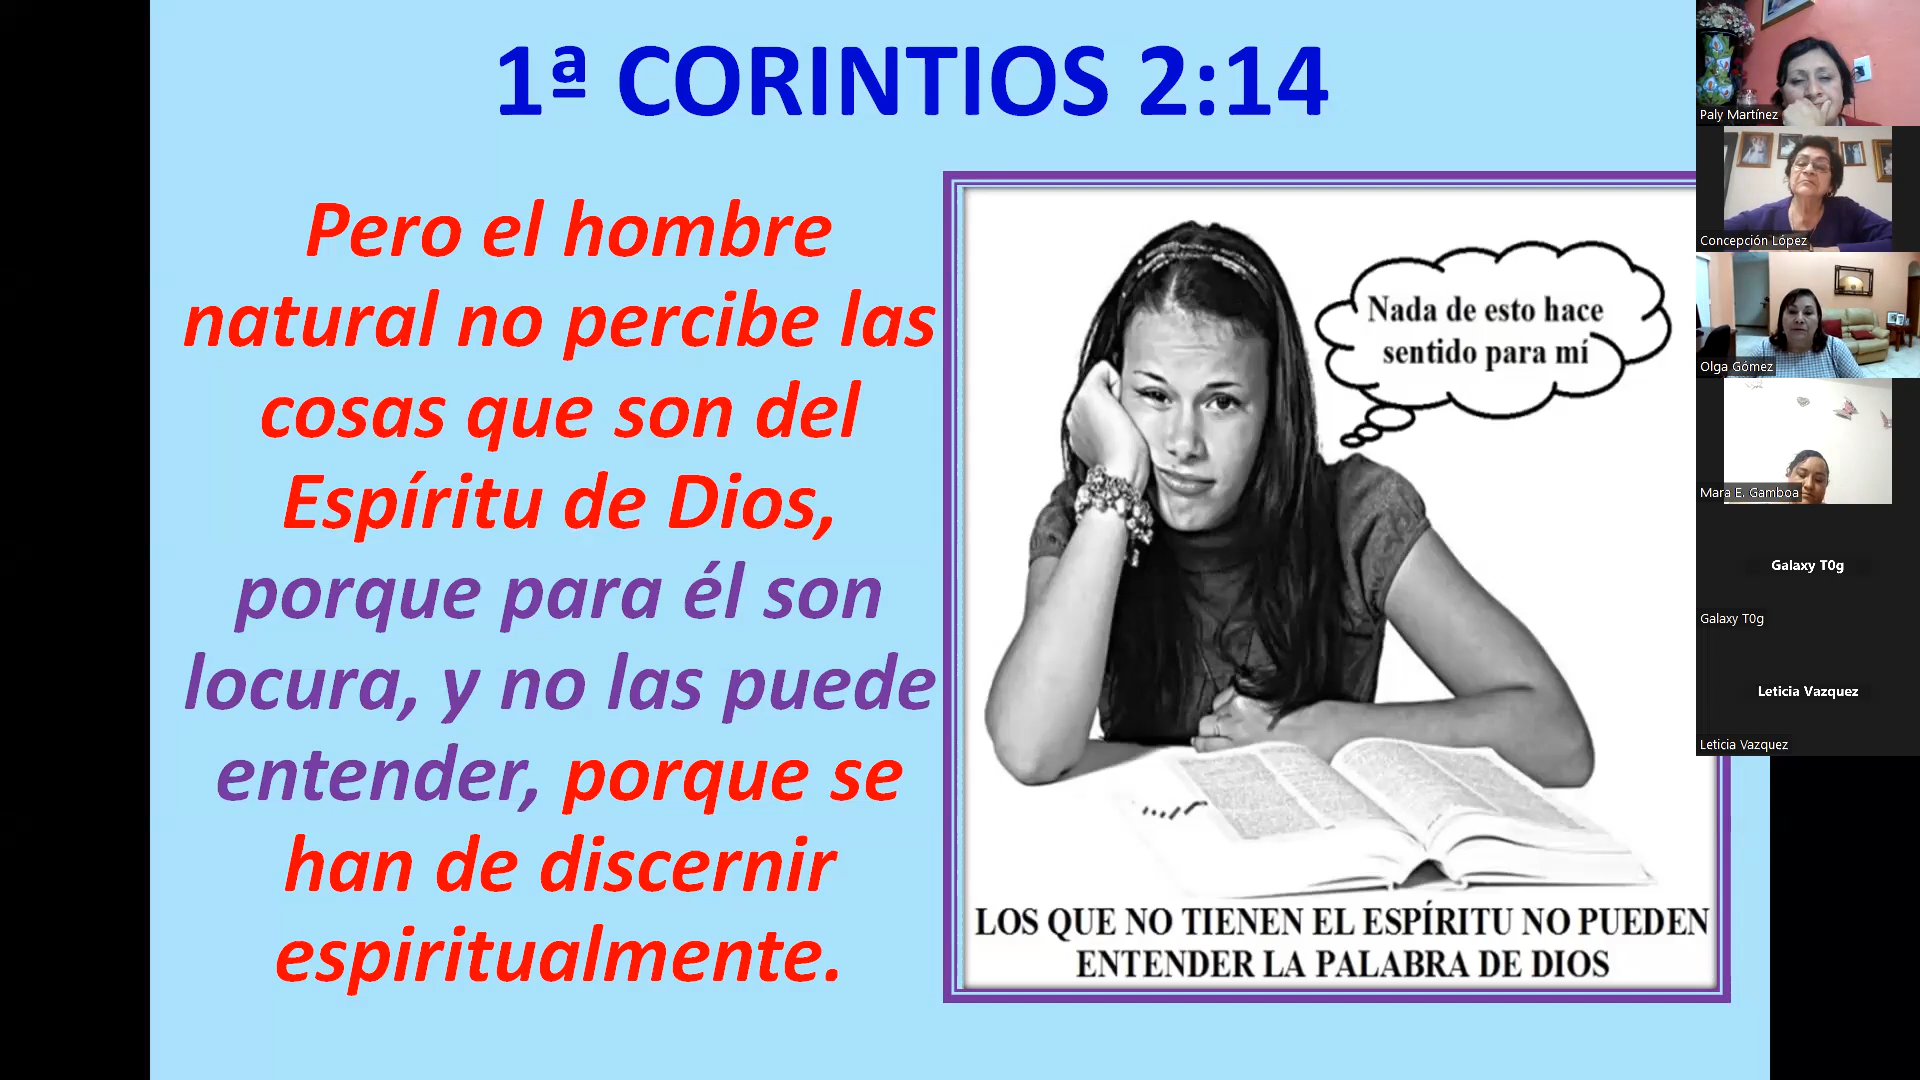 1ª CORINTIOS 2:14
Pero el hombre
natural no percibe las
cosas que son del
Espíritu de Dios,
porque para él son
locura, y no las puede
entender, porque se
han de discernir
espiritualmente.
Nada de esto hace
sentido para mí
LOS QUE NO TIENEN EL ESPÍRITU NO PUEDEN
ENTENDER LA PALABRA DE DIOS
Paly Martínez
Concepción López
Olga Gómez
Mara E. Gamboa
Galaxy T0g
Galaxy T0g
Leticia Vazquez
Leticia Vazquez